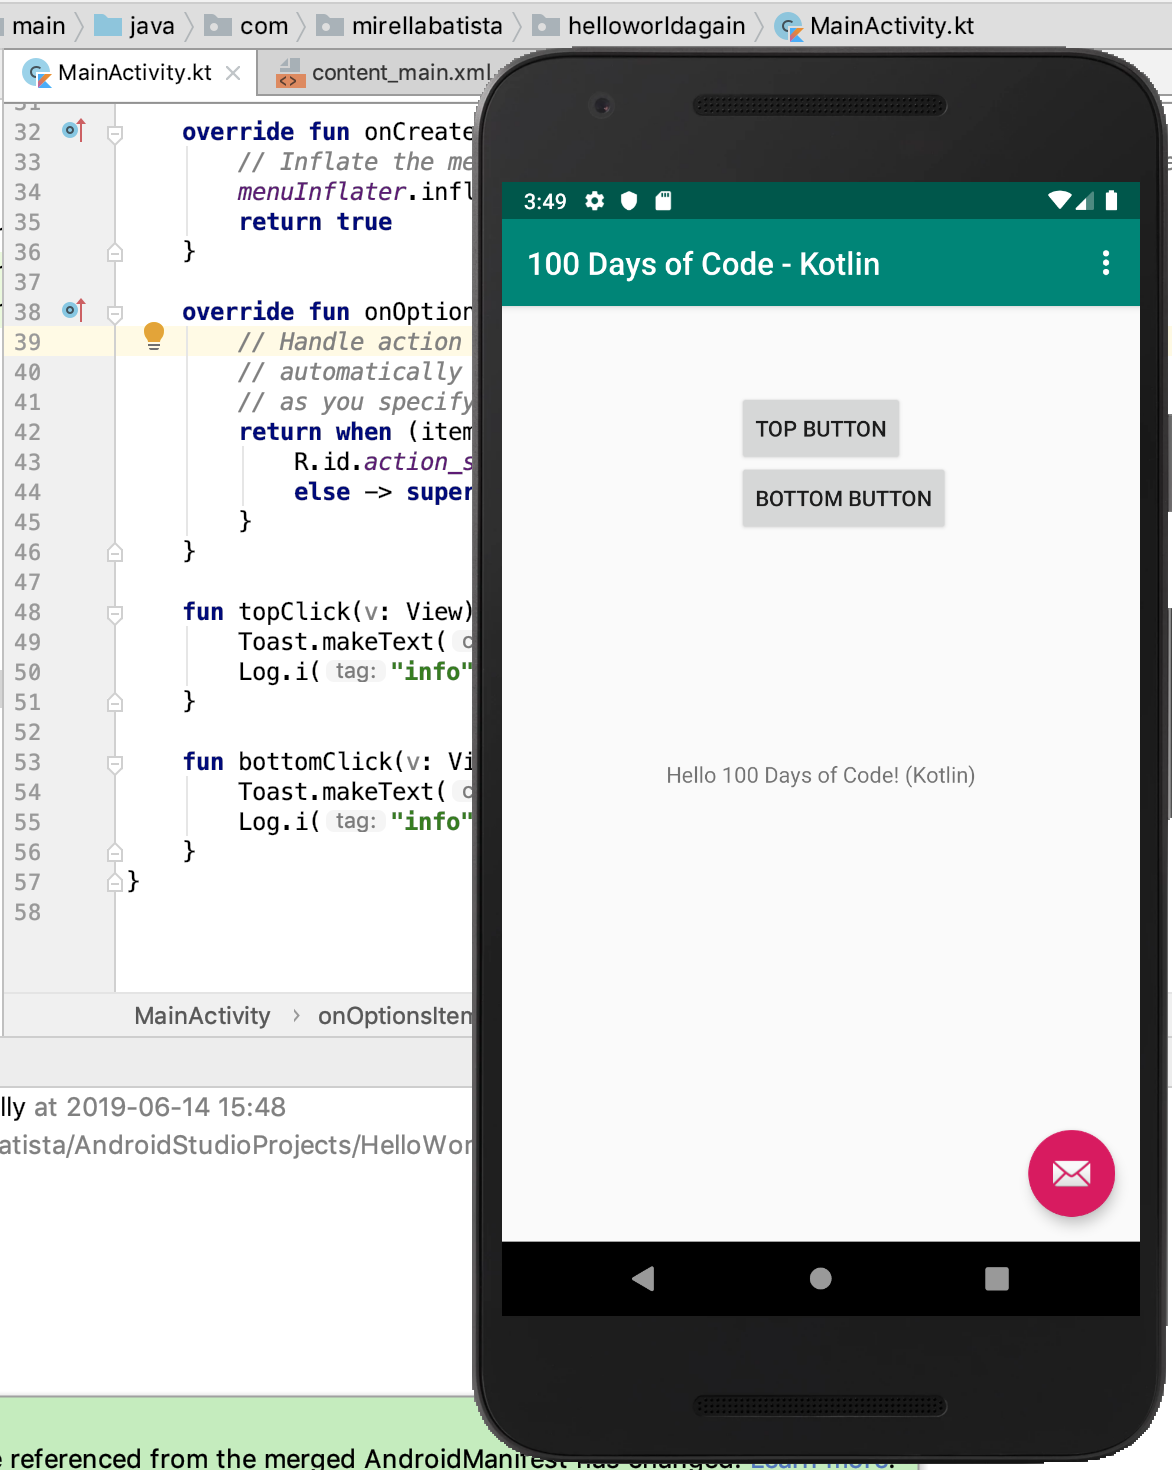 main java com mirellabatista helloworldagain MainActivity.kt
MainActivity.kt content_main.xml
31
32 override fun onCreate
33 // Inflate the me
34 menuInflater.infl
35 return true
36 }
37
38 override fun onOption
39 // Handle action
40 // automatically
41 // as you specify
42 return when (item
43 R.id.action_s
44 else -> super
45 }
46 }
47
48 fun topClick(v: View)
49 Toast.makeText( c
50 Log.i( tag: "info"
51 }
52
53 fun bottomClick(v: Vi
54 Toast.makeText( c
55 Log.i( tag: "info"
56 }
57 }
58
MainActivity › onOptionsItem
lly at 2019-06-14 15:48
atista/AndroidStudioProjects/HelloWor
e referenced from the merged AndroidManifest has changed. Learn more.
3:49
100 Days of Code - Kotlin
TOP BUTTON
BOTTOM BUTTON
Hello 100 Days of Code! (Kotlin)